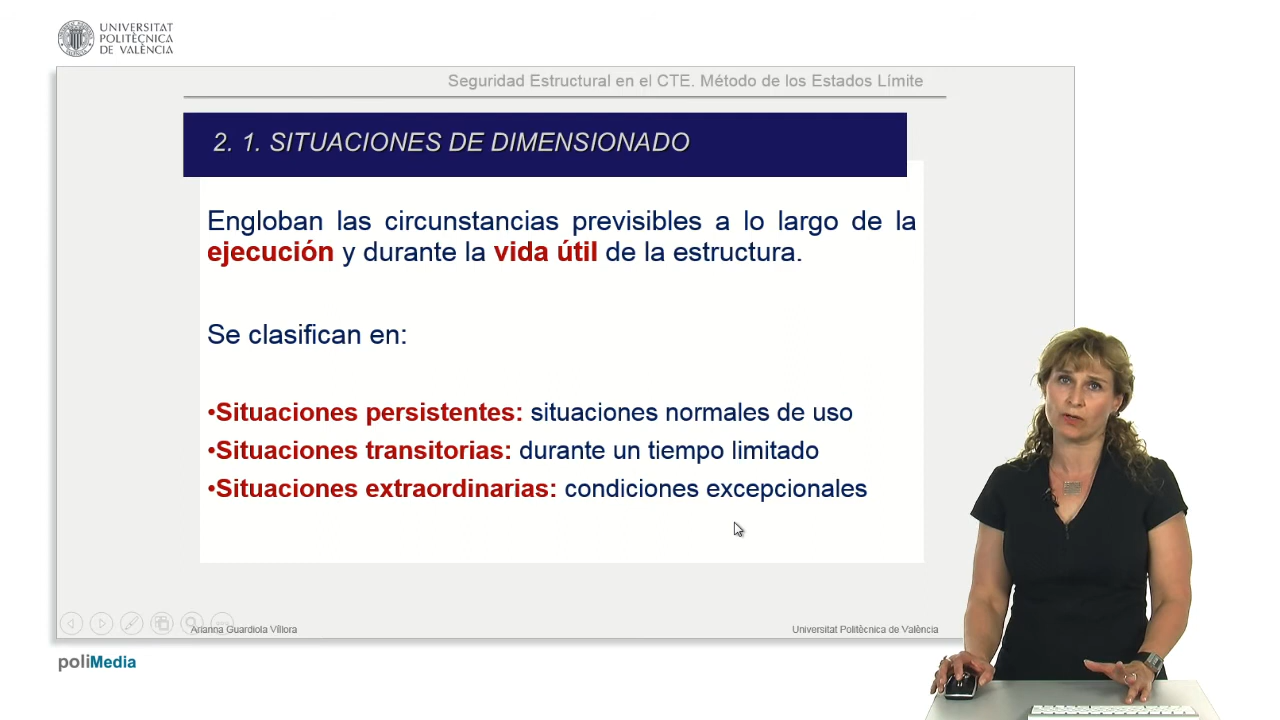 UNIVERSITAT
POLITÈCNICA
DE VALÈNCIA
Seguridad Estructural en el CTE. Método de los Estados Límite
2. 1. SITUACIONES DE DIMENSIONADO
Engloban las circunstancias previsibles a lo largo de la
ejecución y durante la vida útil de la estructura.
Se clasifican en:
•Situaciones persistentes: situaciones normales de uso
•Situaciones transitorias: durante un tiempo limitado
•Situaciones extraordinarias: condiciones excepcionales
Arianna Guardiola Víllora
Universitat Politècnica de València
poliMedia